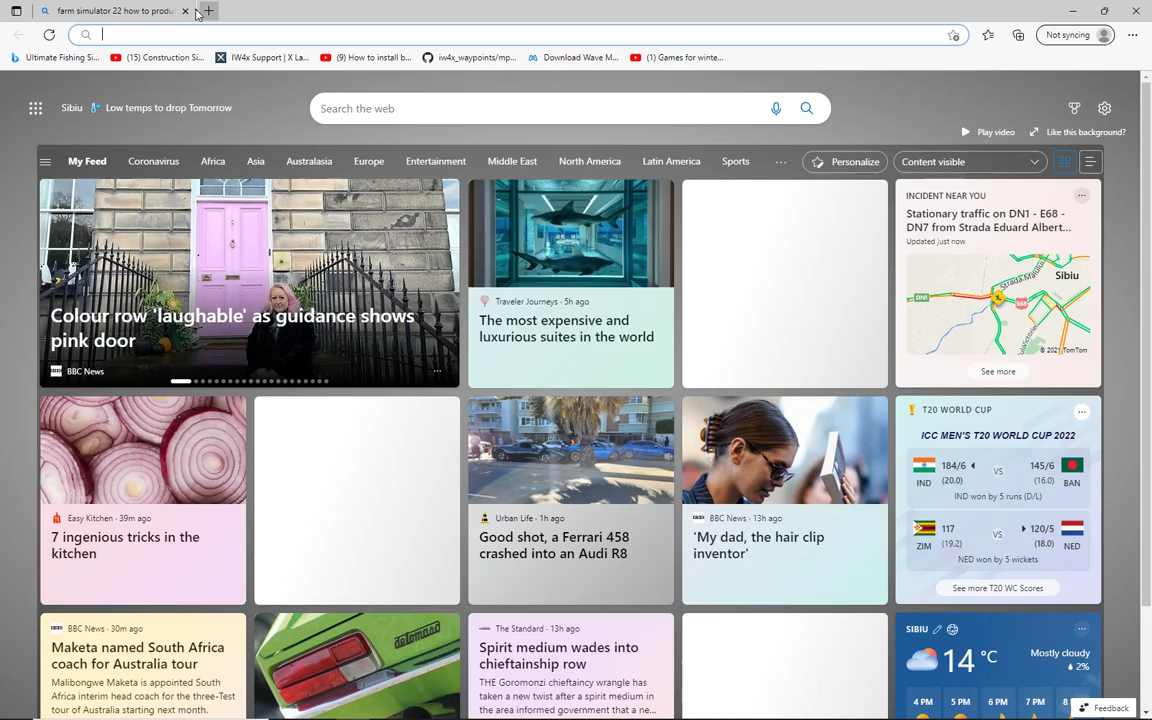 farm simulator 22 how to produ
Not syncing
Ultimate Fishing Si...
(15) Construction Si...
IW4x Support | X La...
(9) How to install b...
iw4x_waypoints/mp...
Download Wave M...
(1) Games for winte...
Sibiu
Low temps to drop Tomorrow
Search the web
Play video
Like this background?
My Feed
Coronavirus
Africa
Asia
Australasia
Europe
Entertainment
Middle East
North America
Latin America
Sports
...
Personalize
Content visible
Colour row 'laughable' as guidance shows
pink door
BBC News
Traveler Journeys · 5h ago
The most expensive and
luxurious suites in the world
INCIDENT NEAR YOU
Stationary traffic on DN1 - E68 -
DN7 from Strada Eduard Albert...
Updated just now
Sibiu
DN1
See more
Easy Kitchen · 39m ago
7 ingenious tricks in the
kitchen
Urban Life · 1h ago
Good shot, a Ferrari 458
crashed into an Audi R8
BBC News · 13h ago
'My dad, the hair clip
inventor'
T20 WORLD CUP
ICC MEN'S T20 WORLD CUP 2022
IND
184/6
(20.0)
VS
145/6
(16.0)
BAN
IND won by 5 runs (D/L)
ZIM
117
(19.2)
VS
120/5
(18.0)
NED
NED won by 5 wickets
See more T20 WC Scores
BBC News · 30m ago
Maketa named South Africa
coach for Australia tour
Malibongwe Maketa is appointed South
Africa interim head coach for the three-Test
tour of Australia starting next month.
deTomaso
The Standard · 13h ago
Spirit medium wades into
chieftainship row
THE Goromonzi chieftaincy wrangle has
taken a new twist after a spirit medium in
the area informed government that a ne...
SIBIU
14 °C
Mostly cloudy
2%
4 PM
5 PM
6 PM
7 PM
8
Feedback